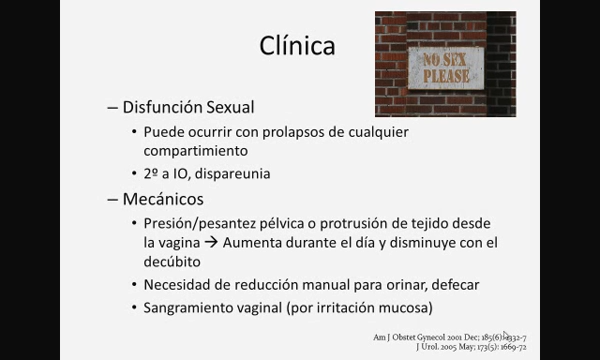 Clínica
NO SEX
PLEASE
– Disfunción Sexual
• Puede ocurrir con prolapsos de cualquier
compartimiento
• 2º a IO, dispareunia
– Mecánicos
• Presión/pesantez pélvica o protrusión de tejido desde
la vagina → Aumenta durante el día y disminuye con el
decúbito
• Necesidad de reducción manual para orinar, defecar
• Sangramiento vaginal (por irritación mucosa)
Am J Obstet Gynecol 2001 Dec; 185(6): 1332-7
J Urol. 2005 May; 173(5): 1669-72